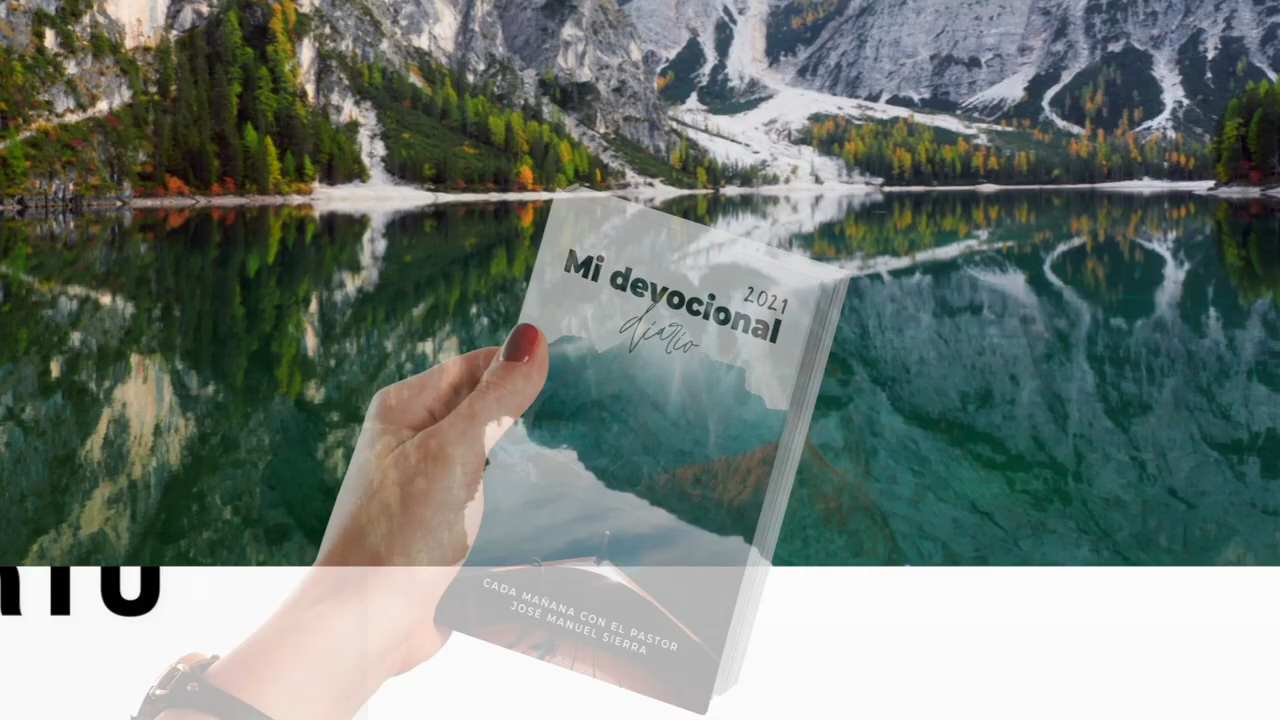 2021
Mi devocional
diario
CADA MAÑANA CON EL PASTOR
JOSÉ MANUEL SIERRA